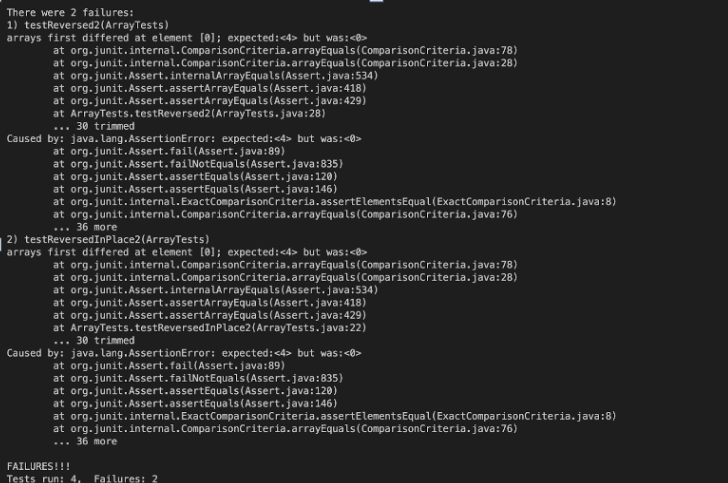 There were 2 failures:
1) testReversed2(ArrayTests)
arrays first differed at element [0]; expected:<4> but was:<0>
at org.junit.internal.ComparisonCriteria.arrayEquals(ComparisonCriteria.java:78)
at org.junit.internal.ComparisonCriteria.arrayEquals(ComparisonCriteria.java:28)
at org.junit.Assert.internalArrayEquals(Assert.java:534)
at org.junit.Assert.assertArrayEquals(Assert.java:418)
at org.junit.Assert.assertArrayEquals(Assert.java:429)
at ArrayTests.testReversed2(ArrayTests.java:28)
... 30 trimmed
Caused by: java.lang.AssertionError: expected:<4> but was:<0>
at org.junit.Assert.fail(Assert.java:89)
at org.junit.Assert.failNotEquals(Assert.java:835)
at org.junit.Assert.assertEquals(Assert.java:120)
at org.junit.Assert.assertEquals(Assert.java:146)
at org.junit.internal.ExactComparisonCriteria.assertElementsEqual(ExactComparisonCriteria.java:8)
at org.junit.internal.ComparisonCriteria.arrayEquals(ComparisonCriteria.java:76)
... 36 more
2) testReversedInPlace2(ArrayTests)
arrays first differed at element [0]; expected:<4> but was:<0>
at org.junit.internal.ComparisonCriteria.arrayEquals(ComparisonCriteria.java:78)
at org.junit.internal.ComparisonCriteria.arrayEquals(ComparisonCriteria.java:28)
at org.junit.Assert.internalArrayEquals(Assert.java:534)
at org.junit.Assert.assertArrayEquals(Assert.java:418)
at org.junit.Assert.assertArrayEquals(Assert.java:429)
at ArrayTests.testReversedInPlace2(ArrayTests.java:22)
... 30 trimmed
Caused by: java.lang.AssertionError: expected:<4> but was:<0>
at org.junit.Assert.fail(Assert.java:89)
at org.junit.Assert.failNotEquals(Assert.java:835)
at org.junit.Assert.assertEquals(Assert.java:120)
at org.junit.Assert.assertEquals(Assert.java:146)
at org.junit.internal.ExactComparisonCriteria.assertElementsEqual(ExactComparisonCriteria.java:8)
at org.junit.internal.ComparisonCriteria.arrayEquals(ComparisonCriteria.java:76)
... 36 more
FAILURES!!!
Tests run: 4,  Failures: 2